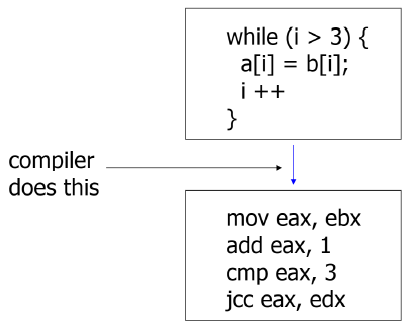 while (i > 3) {
a[i] = b[i];
i ++
}
compiler
does this
mov eax, ebx
add eax, 1
cmp eax, 3
jcc eax, edx